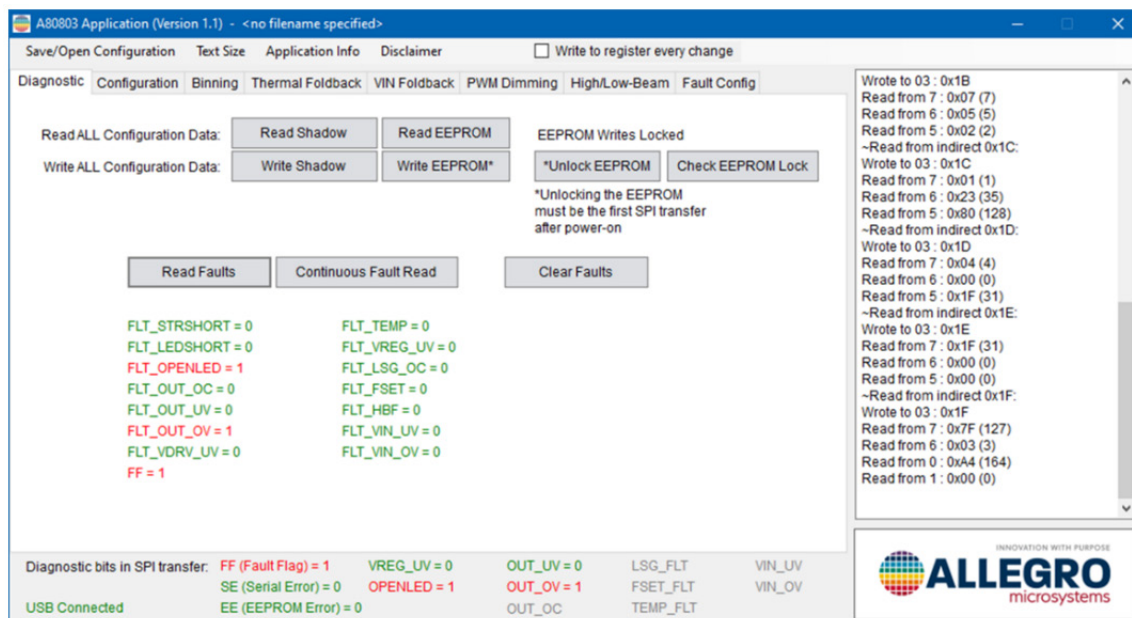 A80803 Application (Version 1.1) - <no filename specified>
Save/Open Configuration Text Size Application Info Disclaimer Write to register every change
Diagnostic Configuration Binning Thermal Foldback VIN Foldback PWM Dimming High/Low-Beam Fault Config
Read ALL Configuration Data: Read Shadow Read EEPROM EEPROM Writes Locked
Write ALL Configuration Data: Write Shadow Write EEPROM* *Unlock EEPROM Check EEPROM Lock
*Unlocking the EEPROM
must be the first SPI transfer
after power-on
Read Faults Continuous Fault Read Clear Faults
FLT_STRSHORT = 0 FLT_TEMP = 0
FLT_LEDSHORT = 0 FLT_VREG_UV = 0
FLT_OPENLED = 1 FLT_LSG_OC = 0
FLT_OUT_OC = 0 FLT_FSET = 0
FLT_OUT_UV = 0 FLT_HBF = 0
FLT_OUT_OV = 1 FLT_VIN_UV = 0
FLT_VDRV_UV = 0 FLT_VIN_OV = 0
FF = 1
Wrote to 03 : 0x1B
Read from 7 : 0x07 (7)
Read from 6 : 0x05 (5)
Read from 5 : 0x02 (2)
~Read from indirect 0x1C:
Wrote to 03 : 0x1C
Read from 7 : 0x01 (1)
Read from 6 : 0x23 (35)
Read from 5 : 0x80 (128)
~Read from indirect 0x1D:
Wrote to 03 : 0x1D
Read from 7 : 0x04 (4)
Read from 6 : 0x00 (0)
Read from 5 : 0x1F (31)
~Read from indirect 0x1E:
Wrote to 03 : 0x1E
Read from 7 : 0x1F (31)
Read from 6 : 0x00 (0)
Read from 5 : 0x00 (0)
~Read from indirect 0x1F:
Wrote to 03 : 0x1F
Read from 7 : 0x7F (127)
Read from 6 : 0x03 (3)
Read from 0 : 0xA4 (164)
Read from 1 : 0x00 (0)
Diagnostic bits in SPI transfer: FF (Fault Flag) = 1 VREG_UV = 0 OUT_UV = 0 LSG_FLT VIN_UV
SE (Serial Error) = 0 OPENLED = 1 OUT_OV = 1 FSET_FLT VIN_OV
USB Connected EE (EEPROM Error) = 0 OUT_OC TEMP_FLT
INNOVATION WITH PURPOSE
ALLEGRO
microsystems